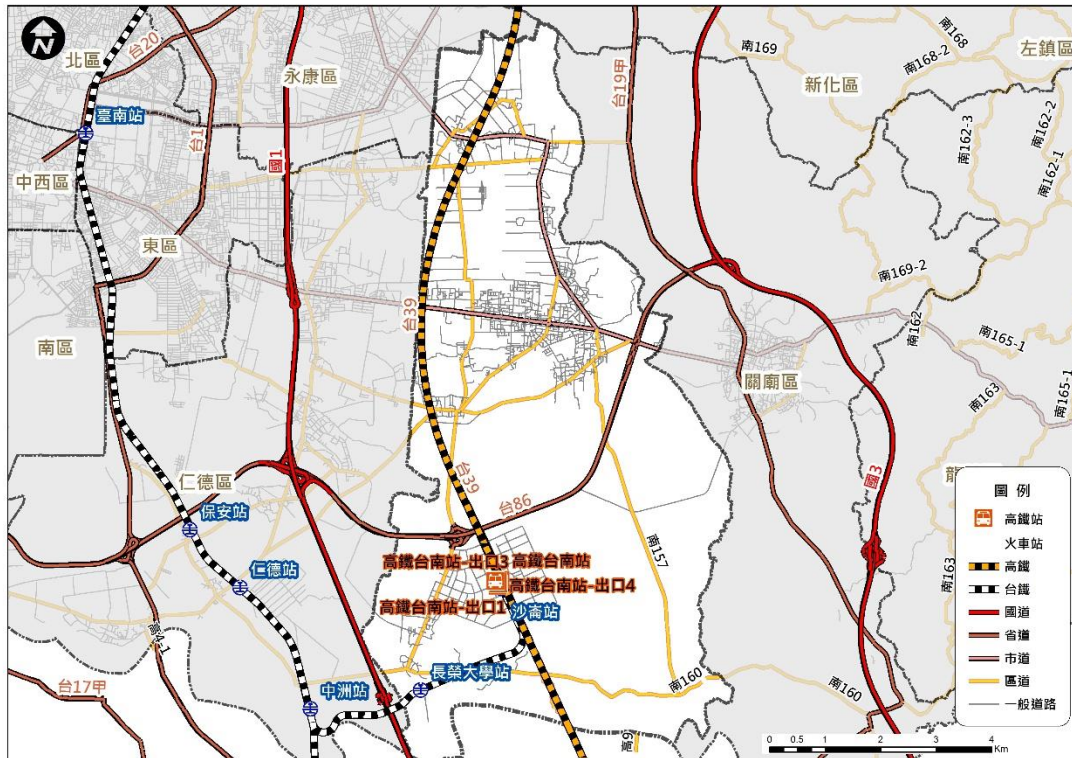 N
北區
台20
永康區
台19甲
南169
南168
南168-2
左鎮區
新化區
臺南站
台1
國1
南162-3
南162-2
南162-1
中西區
東區
南169-2
台39
南162
南165-1
南區
關廟區
南163
南165-1
台39
國3
仁德區
台86
保安站
南157
高鐵台南站-出口3
高鐵台南站
仁德站
高鐵台南站-出口4
高鐵台南站-出口1
沙崙站
南163
高4-1
長榮大學站
台17甲
中洲站
南160
南160
圖例
高鐵站
火車站
高鐵
台鐵
國道
省道
市道
區道
一般道路
0 0.5 1 2 3 4
Km